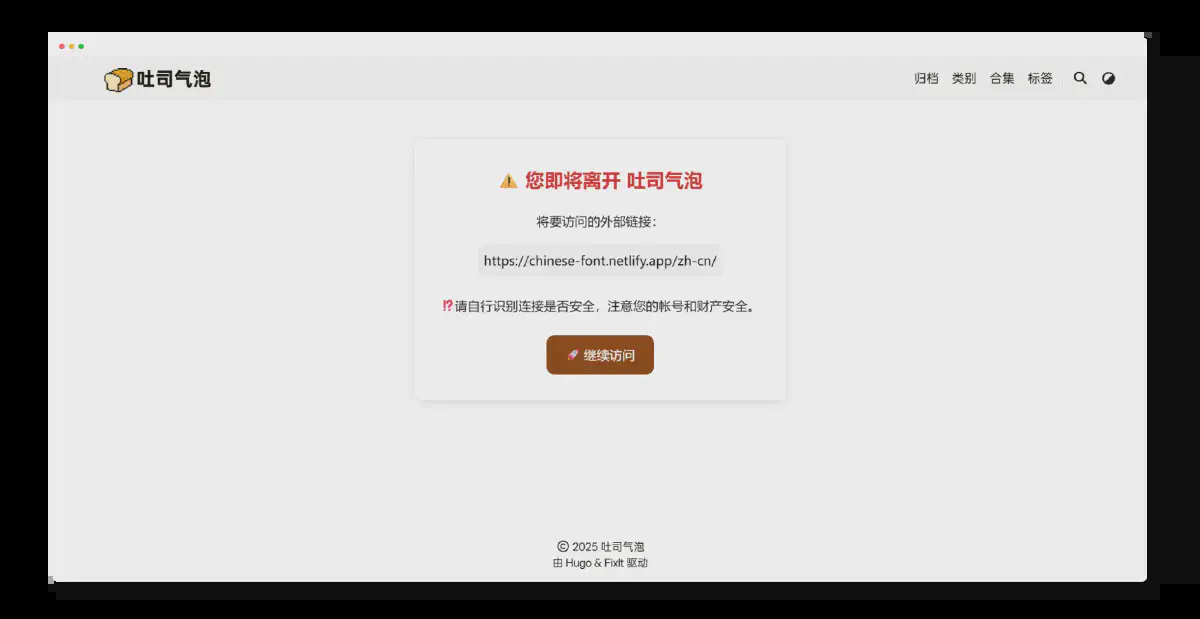 吐司气泡
归档 类别 合集 标签
⚠️ 您即将离开 吐司气泡
将要访问的外部链接：
https://chinese-font.netlify.app/zh-cn/
⁉️请自行识别连接是否安全，注意您的帐号和财产安全。
🚀 继续访问
© 2025 吐司气泡
由 Hugo & FixIt 驱动